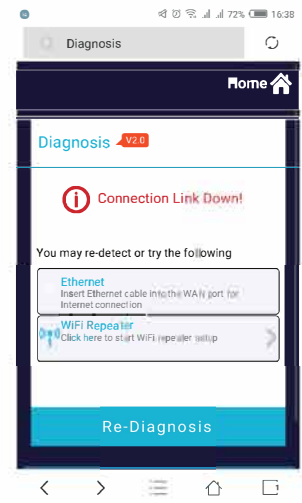 72% 16:38
Diagnosis
Home
Diagnosis V2.0
Connection Link Down!
You may re-detect or try the following
Ethernet
Insert Ethernet cable into the WAN port for
Internet connection
WiFi Repeater
Click here to start WiFi repeater setup
Re-Diagnosis